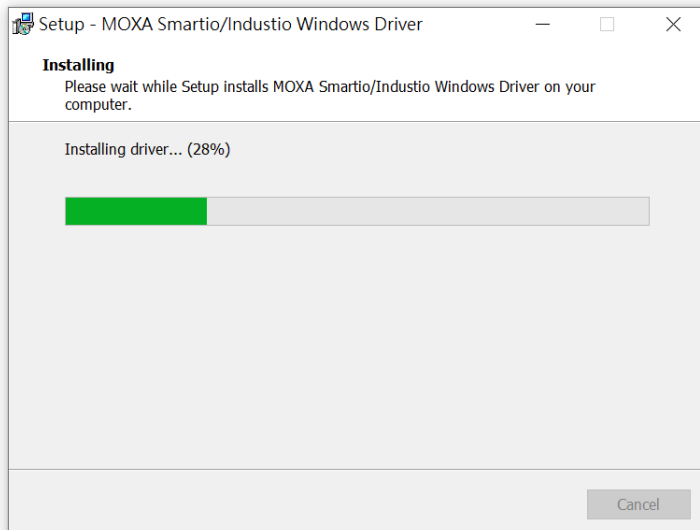 Setup - MOXA Smartio/Industio Windows Driver
Installing
Please wait while Setup installs MOXA Smartio/Industio Windows Driver on your
computer.
Installing driver... (28%)
Cancel